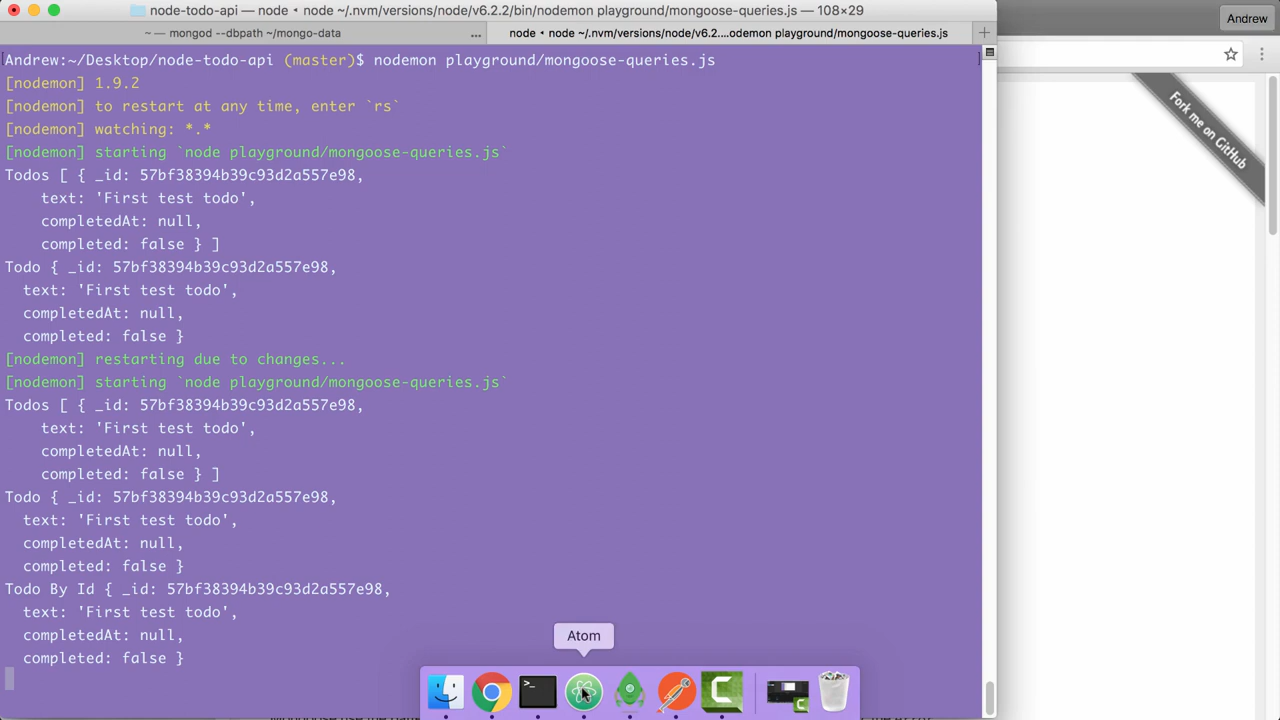 node-todo-api • node • node ~/.nvm/versions/node/v6.2.2/bin/nodemon playground/mongoose-queries.js — 108×29
Andrew
~ — mongod --dbpath ~/mongo-data
...
node • node ~/.nvm/versions/node/v6.2....odemon playground/mongoose-queries.js
+
Andrew:~/Desktop/node-todo-api (master)$ nodemon playground/mongoose-queries.js
[nodemon] 1.9.2
[nodemon] to restart at any time, enter `rs`
[nodemon] watching: *.*
[nodemon] starting `node playground/mongoose-queries.js`
Todos [ { _id: 57bf38394b39c93d2a557e98,
    text: 'First test todo',
    completedAt: null,
    completed: false } ]
Todo { _id: 57bf38394b39c93d2a557e98,
  text: 'First test todo',
  completedAt: null,
  completed: false }
[nodemon] restarting due to changes...
[nodemon] starting `node playground/mongoose-queries.js`
Todos [ { _id: 57bf38394b39c93d2a557e98,
    text: 'First test todo',
    completedAt: null,
    completed: false } ]
Todo { _id: 57bf38394b39c93d2a557e98,
  text: 'First test todo',
  completedAt: null,
  completed: false }
Todo By Id { _id: 57bf38394b39c93d2a557e98,
  text: 'First test todo',
  completedAt: null,
  completed: false }
Fork me on GitHub
Atom